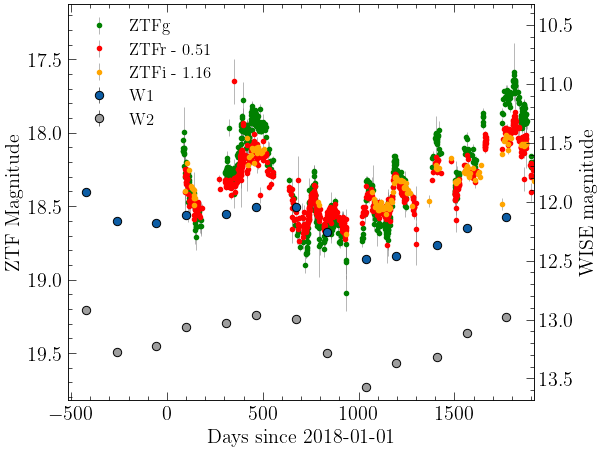 ZTFg
ZTFr - 0.51
ZTFi - 1.16
W1
W2
17.5
18.0
18.5
19.0
19.5
ZTF Magnitude
10.5
11.0
11.5
12.0
12.5
13.0
13.5
WISE magnitude
−500
0
500
1000
1500
Days since 2018-01-01